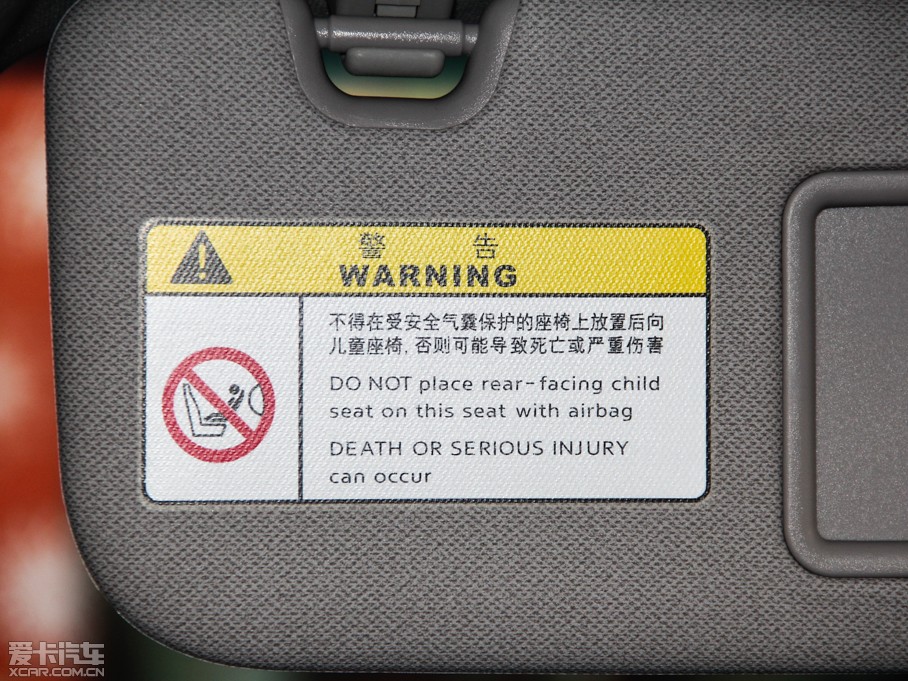 警 告
WARNING
不得在受安全气囊保护的座椅上放置后向
儿童座椅, 否则可能导致死亡或严重伤害
DO NOT place rear-facing child
seat on this seat with airbag
DEATH OR SERIOUS INJURY
can occur
爱卡汽车
XCAR.COM.CN